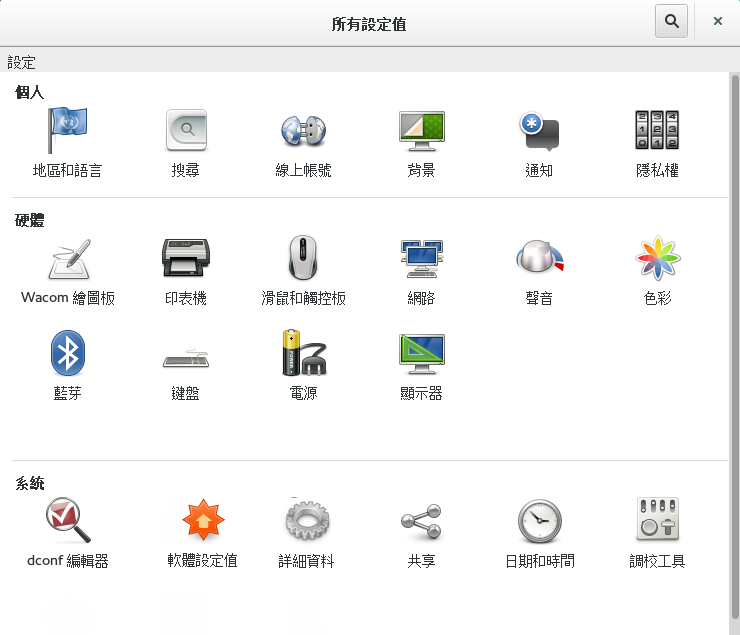 所有設定值
設定
個人
地區和語言 搜尋 線上帳號 背景 通知 隱私權
硬體
Wacom 繪圖板 印表機 滑鼠和觸控板 網路 聲音 色彩
藍芽 鍵盤 電源 顯示器
系統
dconf 編輯器 軟體設定值 詳細資料 共享 日期和時間 調校工具